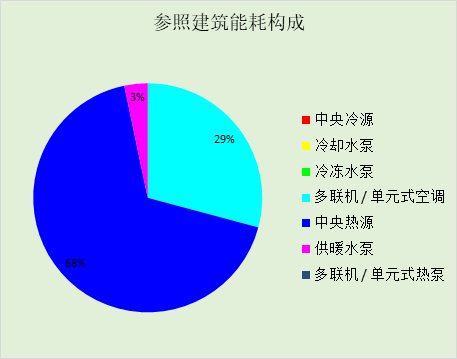 参照建筑能耗构成
3%
29%
68%
中央冷源
冷却水泵
冷冻水泵
多联机/单元式空调
中央热源
供暖水泵
多联机/单元式热泵